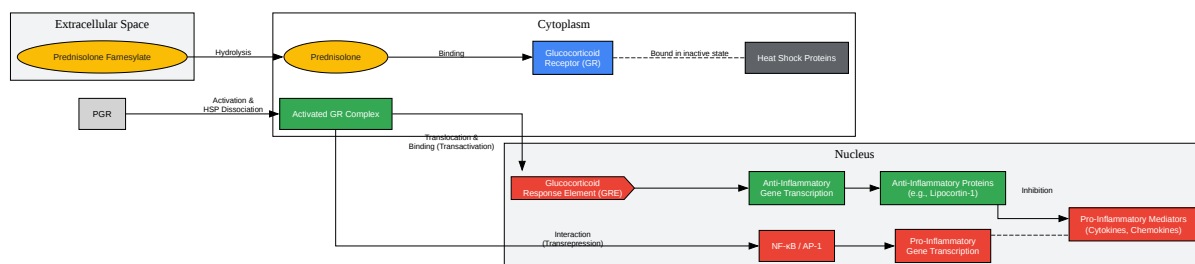 Extracellular Space
Cytoplasm
Prednisolone Farnesylate
Hydrolysis
Prednisolone
Binding
Glucocorticoid
Receptor (GR)
Bound in inactive state
Heat Shock Proteins
PGR
Activation &
HSP Dissociation
Activated GR Complex
Translocation &
Binding (Transactivation)
Nucleus
Glucocorticoid
Response Element (GRE)
Anti-Inflammatory
Gene Transcription
Anti-Inflammatory Proteins
(e.g., Lipocortin-1)
Inhibition
Pro-Inflammatory Mediators
(Cytokines, Chemokines)
Interaction
(Transrepression)
NF-κB / AP-1
Pro-Inflammatory
Gene Transcription